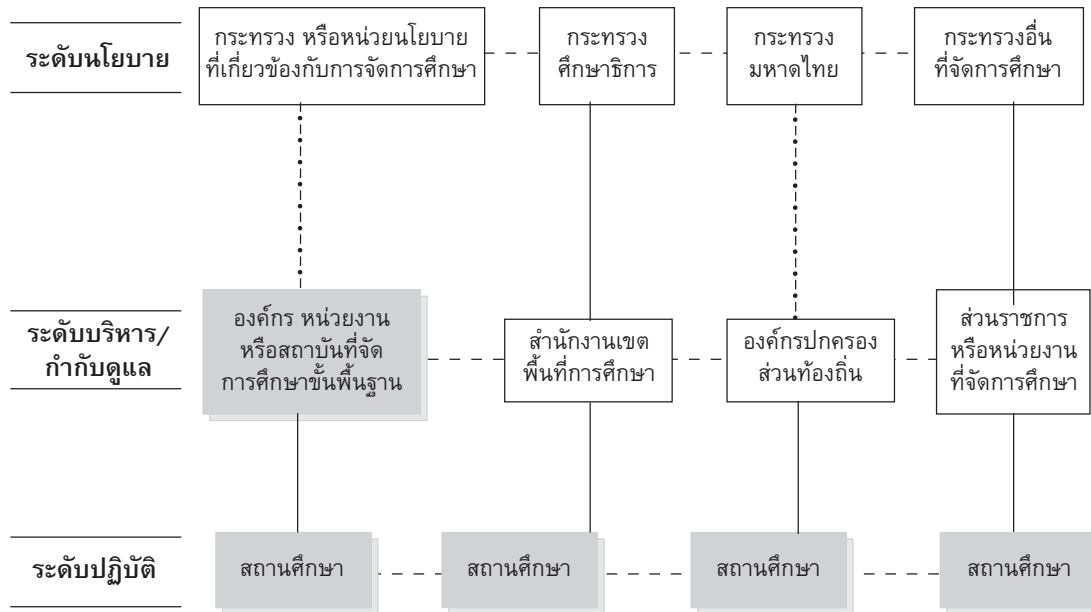 ระดับนโยบาย
กระทรวง หรือหน่วยนโยบาย
ที่เกี่ยวข้องกับการจัดการศึกษา
กระทรวง
ศึกษาธิการ
กระทรวง
มหาดไทย
กระทรวงอื่น
ที่จัดการศึกษา
ระดับบริหาร/
กำกับดูแล
องค์กร หน่วยงาน
หรือสถาบันที่จัด
การศึกษาขั้นพื้นฐาน
สำนักงานเขต
พื้นที่การศึกษา
องค์กรปกครอง
ส่วนท้องถิ่น
ส่วนราชการ
หรือหน่วยงาน
ที่จัดการศึกษา
ระดับปฏิบัติ
สถานศึกษา
สถานศึกษา
สถานศึกษา
สถานศึกษา